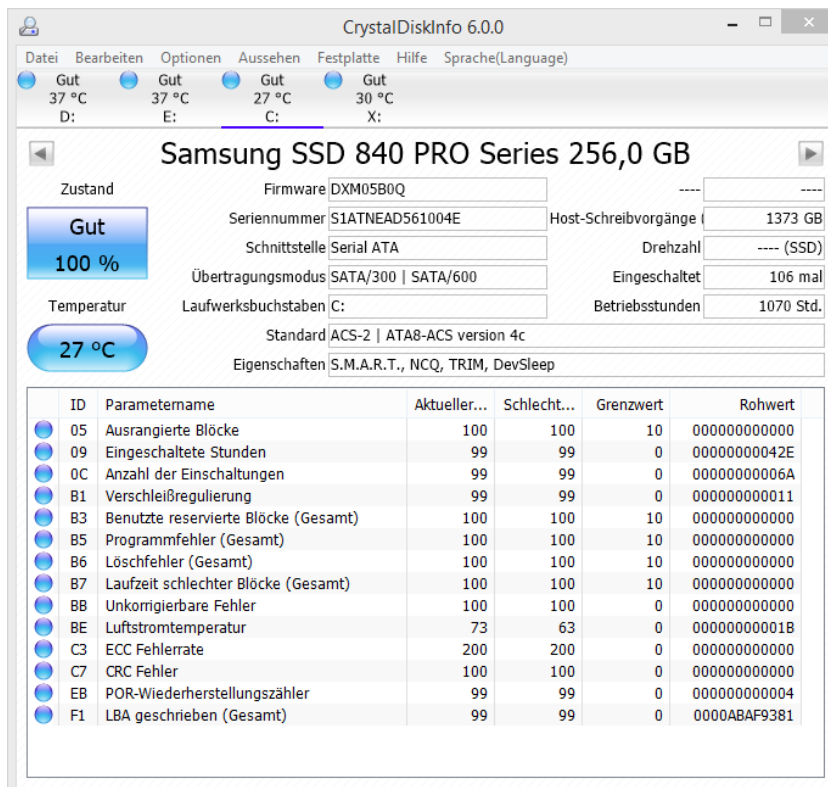 CrystalDiskInfo 6.0.0
Datei Bearbeiten Optionen Aussehen Festplatte Hilfe Sprache(Language)
Gut Gut Gut Gut
37 °C 37 °C 27 °C 30 °C
D: E: C: X:
Samsung SSD 840 PRO Series 256,0 GB
Zustand
Gut
100 %
Temperatur
27 °C
Firmware DXM05B0Q ---- ----
Seriennummer S1ATNEAD561004E Host-Schreibvorgänge ( 1373 GB
Schnittstelle Serial ATA Drehzahl ---- (SSD)
Übertragungsmodus SATA/300 | SATA/600 Eingeschaltet 106 mal
Laufwerksbuchstaben C: Betriebsstunden 1070 Std.
Standard ACS-2 | ATA8-ACS version 4c
Eigenschaften S.M.A.R.T., NCQ, TRIM, DevSleep
ID Parametername Aktueller... Schlecht... Grenzwert Rohwert
05 Ausrangierte Blöcke 100 100 10 000000000000
09 Eingeschaltete Stunden 99 99 0 00000000042E
0C Anzahl der Einschaltungen 99 99 0 00000000006A
B1 Verschleißregulierung 99 99 0 000000000011
B3 Benutzte reservierte Blöcke (Gesamt) 100 100 10 000000000000
B5 Programmfehler (Gesamt) 100 100 10 000000000000
B6 Löschfehler (Gesamt) 100 100 10 000000000000
B7 Laufzeit schlechter Blöcke (Gesamt) 100 100 10 000000000000
BB Unkorrigierbare Fehler 100 100 0 000000000000
BE Luftstromtemperatur 73 63 0 00000000001B
C3 ECC Fehlerrate 200 200 0 000000000000
C7 CRC Fehler 100 100 0 000000000000
EB POR-Wiederherstellungszähler 99 99 0 000000000004
F1 LBA geschrieben (Gesamt) 99 99 0 0000ABAF9381